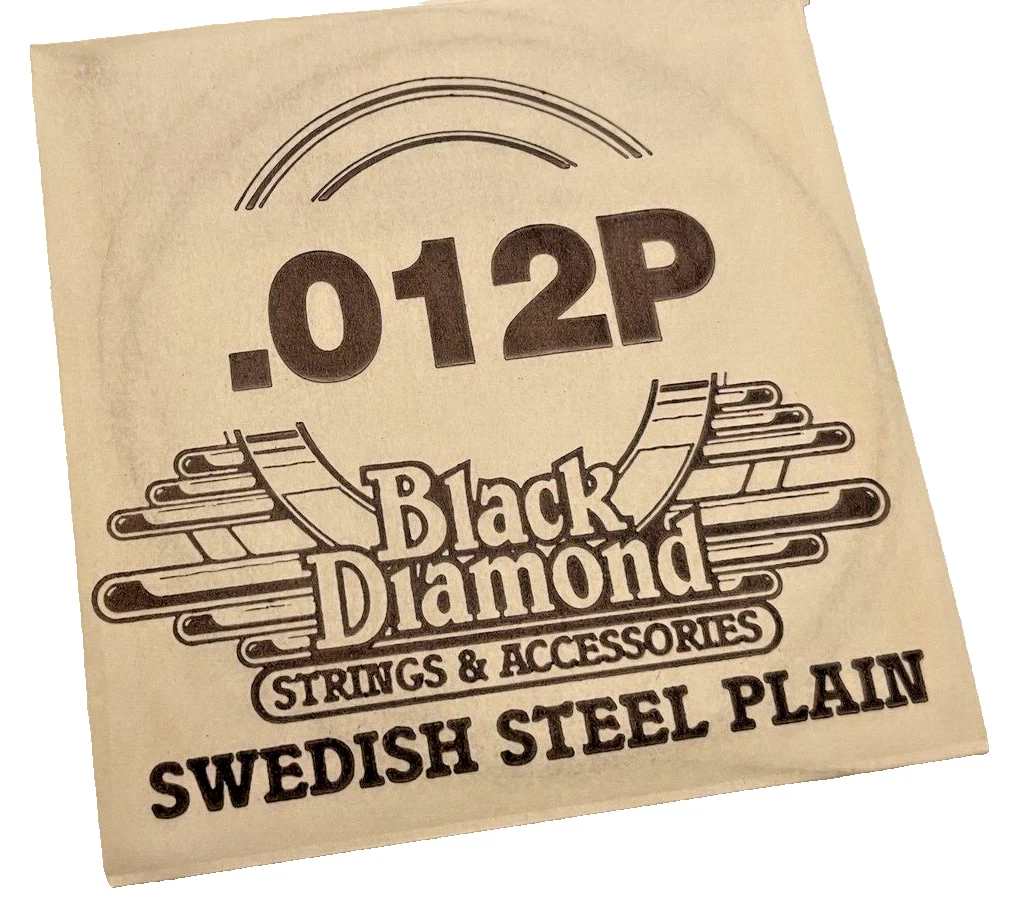 .012P
Black
Diamond
STRINGS & ACCESSORIES
SWEDISH STEEL PLAIN